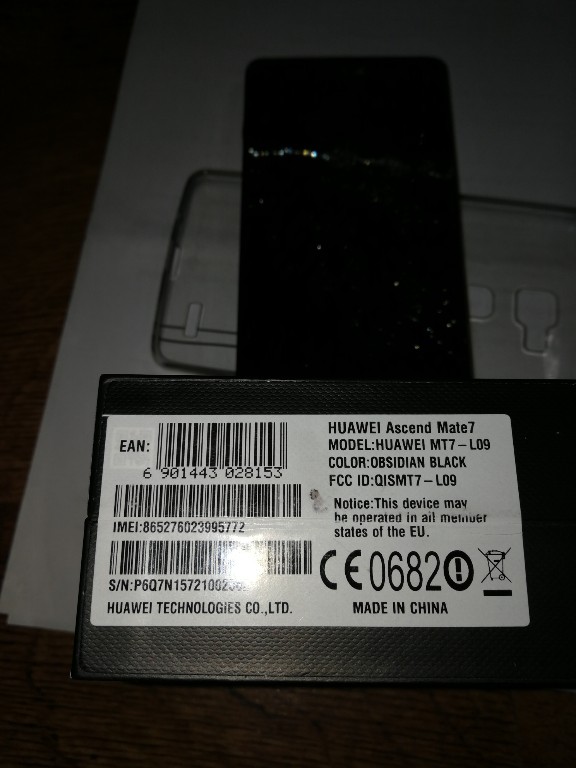 EAN:
6 901443 028153
IMEI:865276023995772
S/N:P6Q7N1572100
HUAWEI TECHNOLOGIES CO.,LTD.
HUAWEI Ascend Mate7
MODEL:HUAWEI MT7-L09
COLOR:OBSIDIAN BLACK
FCC ID:QISMT7-L09
Notice:This device may
be operated in all member
states of the EU.
CE0682
MADE IN CHINA